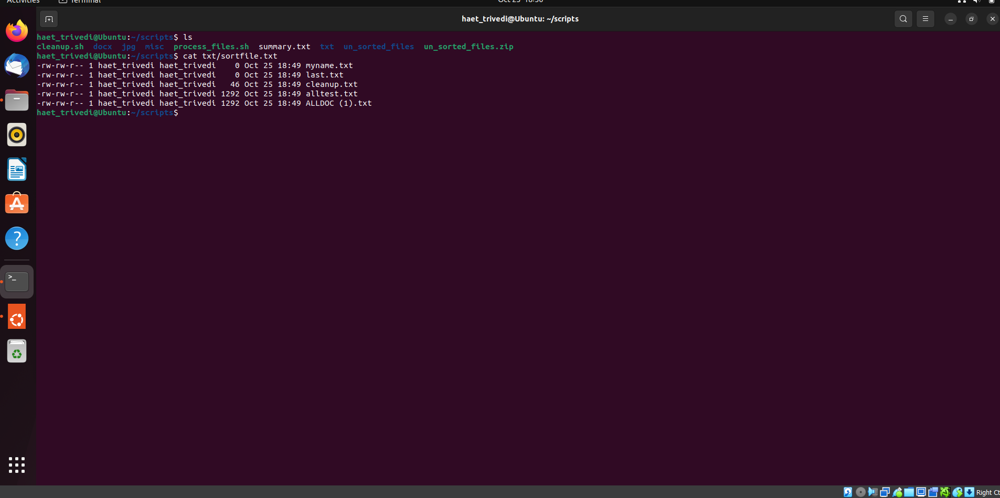 Activities Terminal Oct 25 18:50
haet_trivedi@Ubuntu: ~/scripts
haet_trivedi@Ubuntu:~/scripts$ ls
cleanup.sh  docx  jpg  misc  process_files.sh  summary.txt  txt  un_sorted_files  un_sorted_files.zip
haet_trivedi@Ubuntu:~/scripts$ cat txt/sortfile.txt
-rw-rw-r-- 1 haet_trivedi haet_trivedi    0 Oct 25 18:49 myname.txt
-rw-rw-r-- 1 haet_trivedi haet_trivedi    0 Oct 25 18:49 last.txt
-rw-rw-r-- 1 haet_trivedi haet_trivedi   46 Oct 25 18:49 cleanup.txt
-rw-rw-r-- 1 haet_trivedi haet_trivedi 1292 Oct 25 18:49 alltest.txt
-rw-rw-r-- 1 haet_trivedi haet_trivedi 1292 Oct 25 18:49 ALLDOC (1).txt
haet_trivedi@Ubuntu:~/scripts$
Right Ct